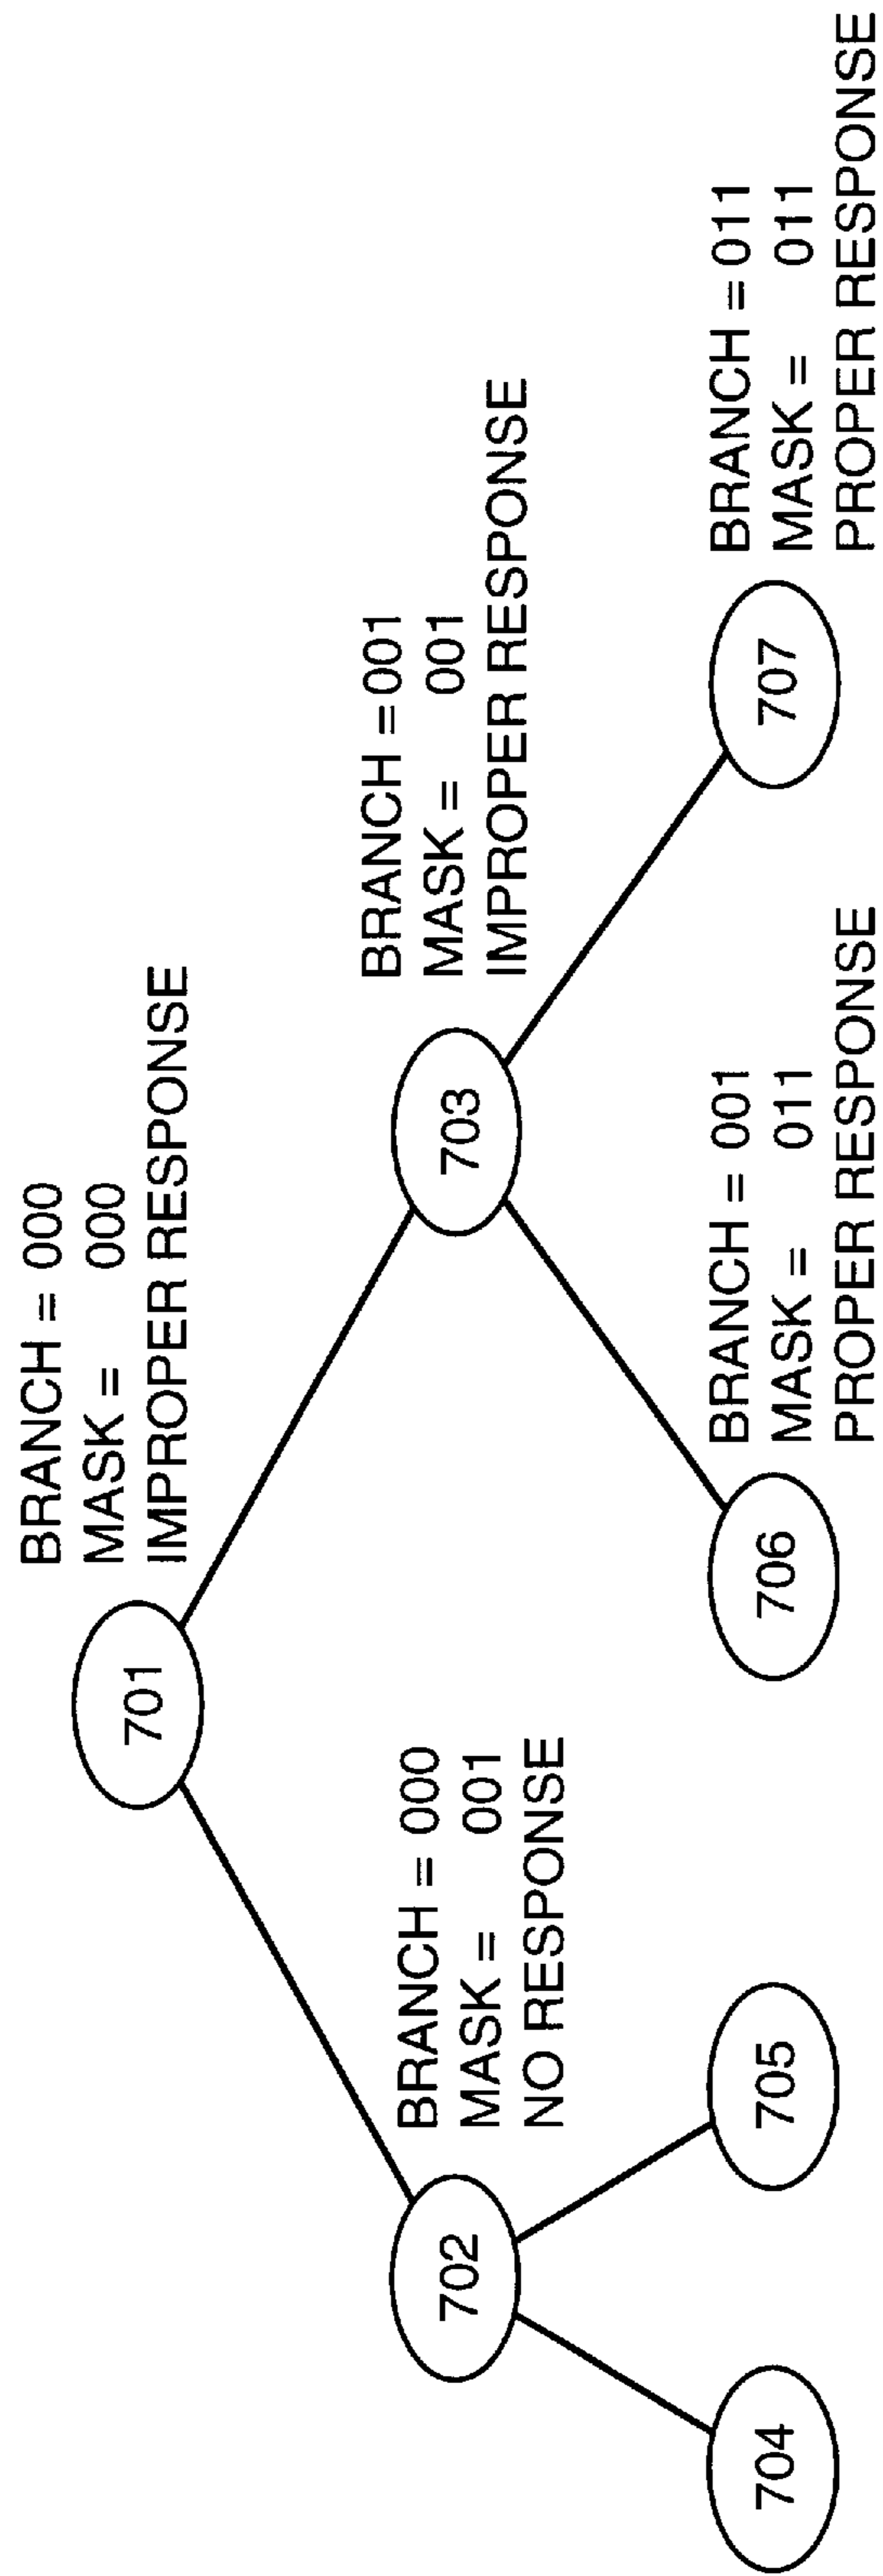 BRANCH = 000
MASK = 000
IMPROPER RESPONSE
701
BRANCH = 000
MASK = 001
NO RESPONSE
702
BRANCH =001
MASK = 001
IMPROPER RESPONSE
703
704
705
BRANCH = 001
MASK = 011
PROPER RESPONSE
706
BRANCH = 011
MASK = 011
PROPER RESPONSE
707